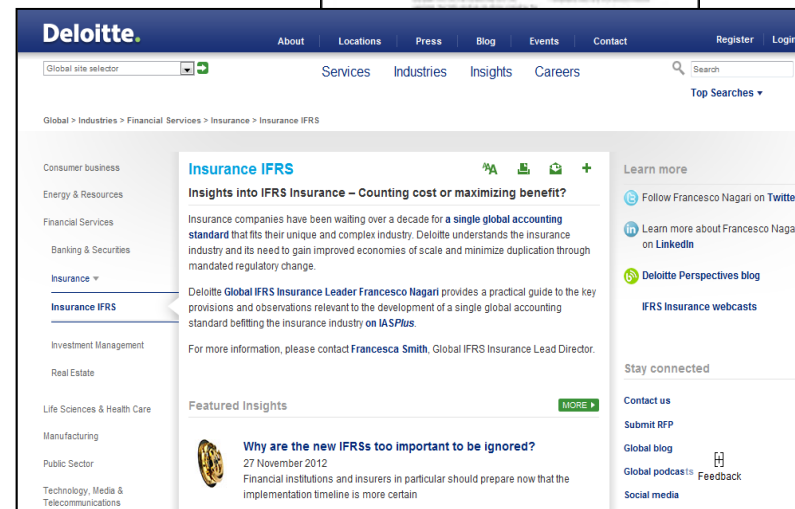 Deloitte.
About Locations Press Blog Events Contact Register Login
Global site selector
Services Industries Insights Careers
Search
Top Searches
Global > Industries > Financial Services > Insurance > Insurance IFRS
Consumer business
Energy & Resources
Financial Services
Banking & Securities
Insurance
Insurance IFRS
Investment Management
Real Estate
Life Sciences & Health Care
Manufacturing
Public Sector
Technology, Media &
Telecommunications
Insurance IFRS
AAA
Insights into IFRS Insurance – Counting cost or maximizing benefit?
Insurance companies have been waiting over a decade for a single global accounting
standard that fits their unique and complex industry. Deloitte understands the insurance
industry and its need to gain improved economies of scale and minimize duplication through
mandated regulatory change.
Deloitte Global IFRS Insurance Leader Francesco Nagari provides a practical guide to the key
provisions and observations relevant to the development of a single global accounting
standard befitting the insurance industry on IASPlus.
For more information, please contact Francesca Smith, Global IFRS Insurance Lead Director.
Featured Insights
MORE
Why are the new IFRSs too important to be ignored?
27 November 2012
Financial institutions and insurers in particular should prepare now that the
implementation timeline is more certain
Learn more
Follow Francesco Nagari on Twitte
Learn more about Francesco Naga
on LinkedIn
Deloitte Perspectives blog
IFRS Insurance webcasts
Stay connected
Contact us
Submit RFP
Global blog
Global podcasts
[+]
Feedback
Social media